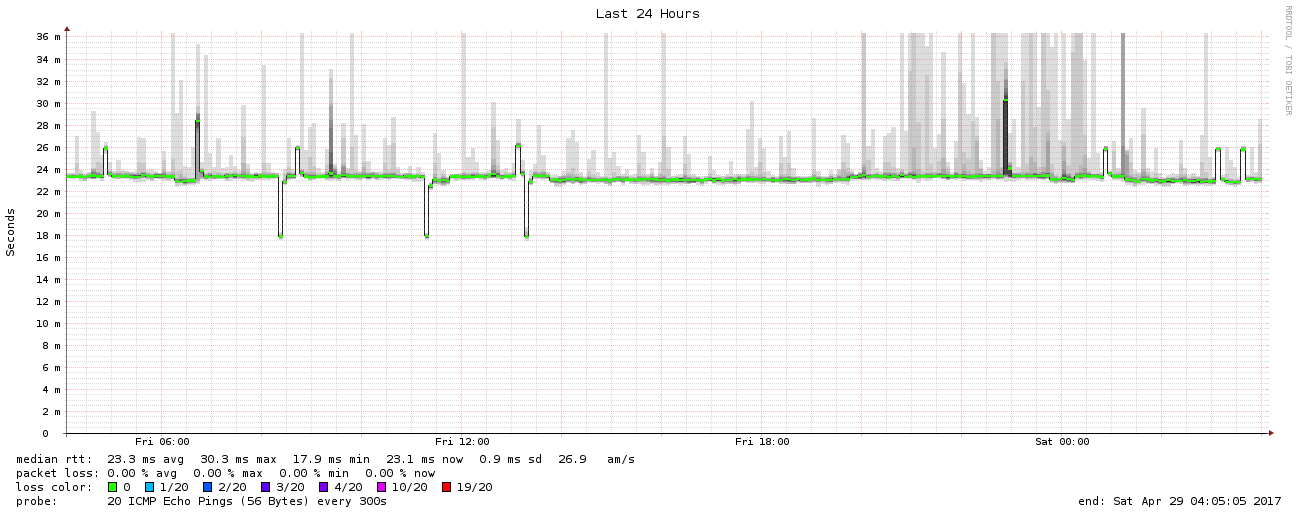 Last 24 Hours
RRDTOOL / TOBI OETIKER
Seconds
36 m
34 m
32 m
30 m
28 m
26 m
24 m
22 m
20 m
18 m
16 m
14 m
12 m
10 m
8 m
6 m
4 m
2 m
0
Fri 06:00 Fri 12:00 Fri 18:00 Sat 00:00
median rtt: 23.3 ms avg 30.3 ms max 17.9 ms min 23.1 ms now 0.9 ms sd 26.9 am/s
packet loss: 0.00 % avg 0.00 % max 0.00 % min 0.00 % now
loss color: 0 1/20 2/20 3/20 4/20 10/20 19/20
probe: 20 ICMP Echo Pings (56 Bytes) every 300s end: Sat Apr 29 04:05:05 2017